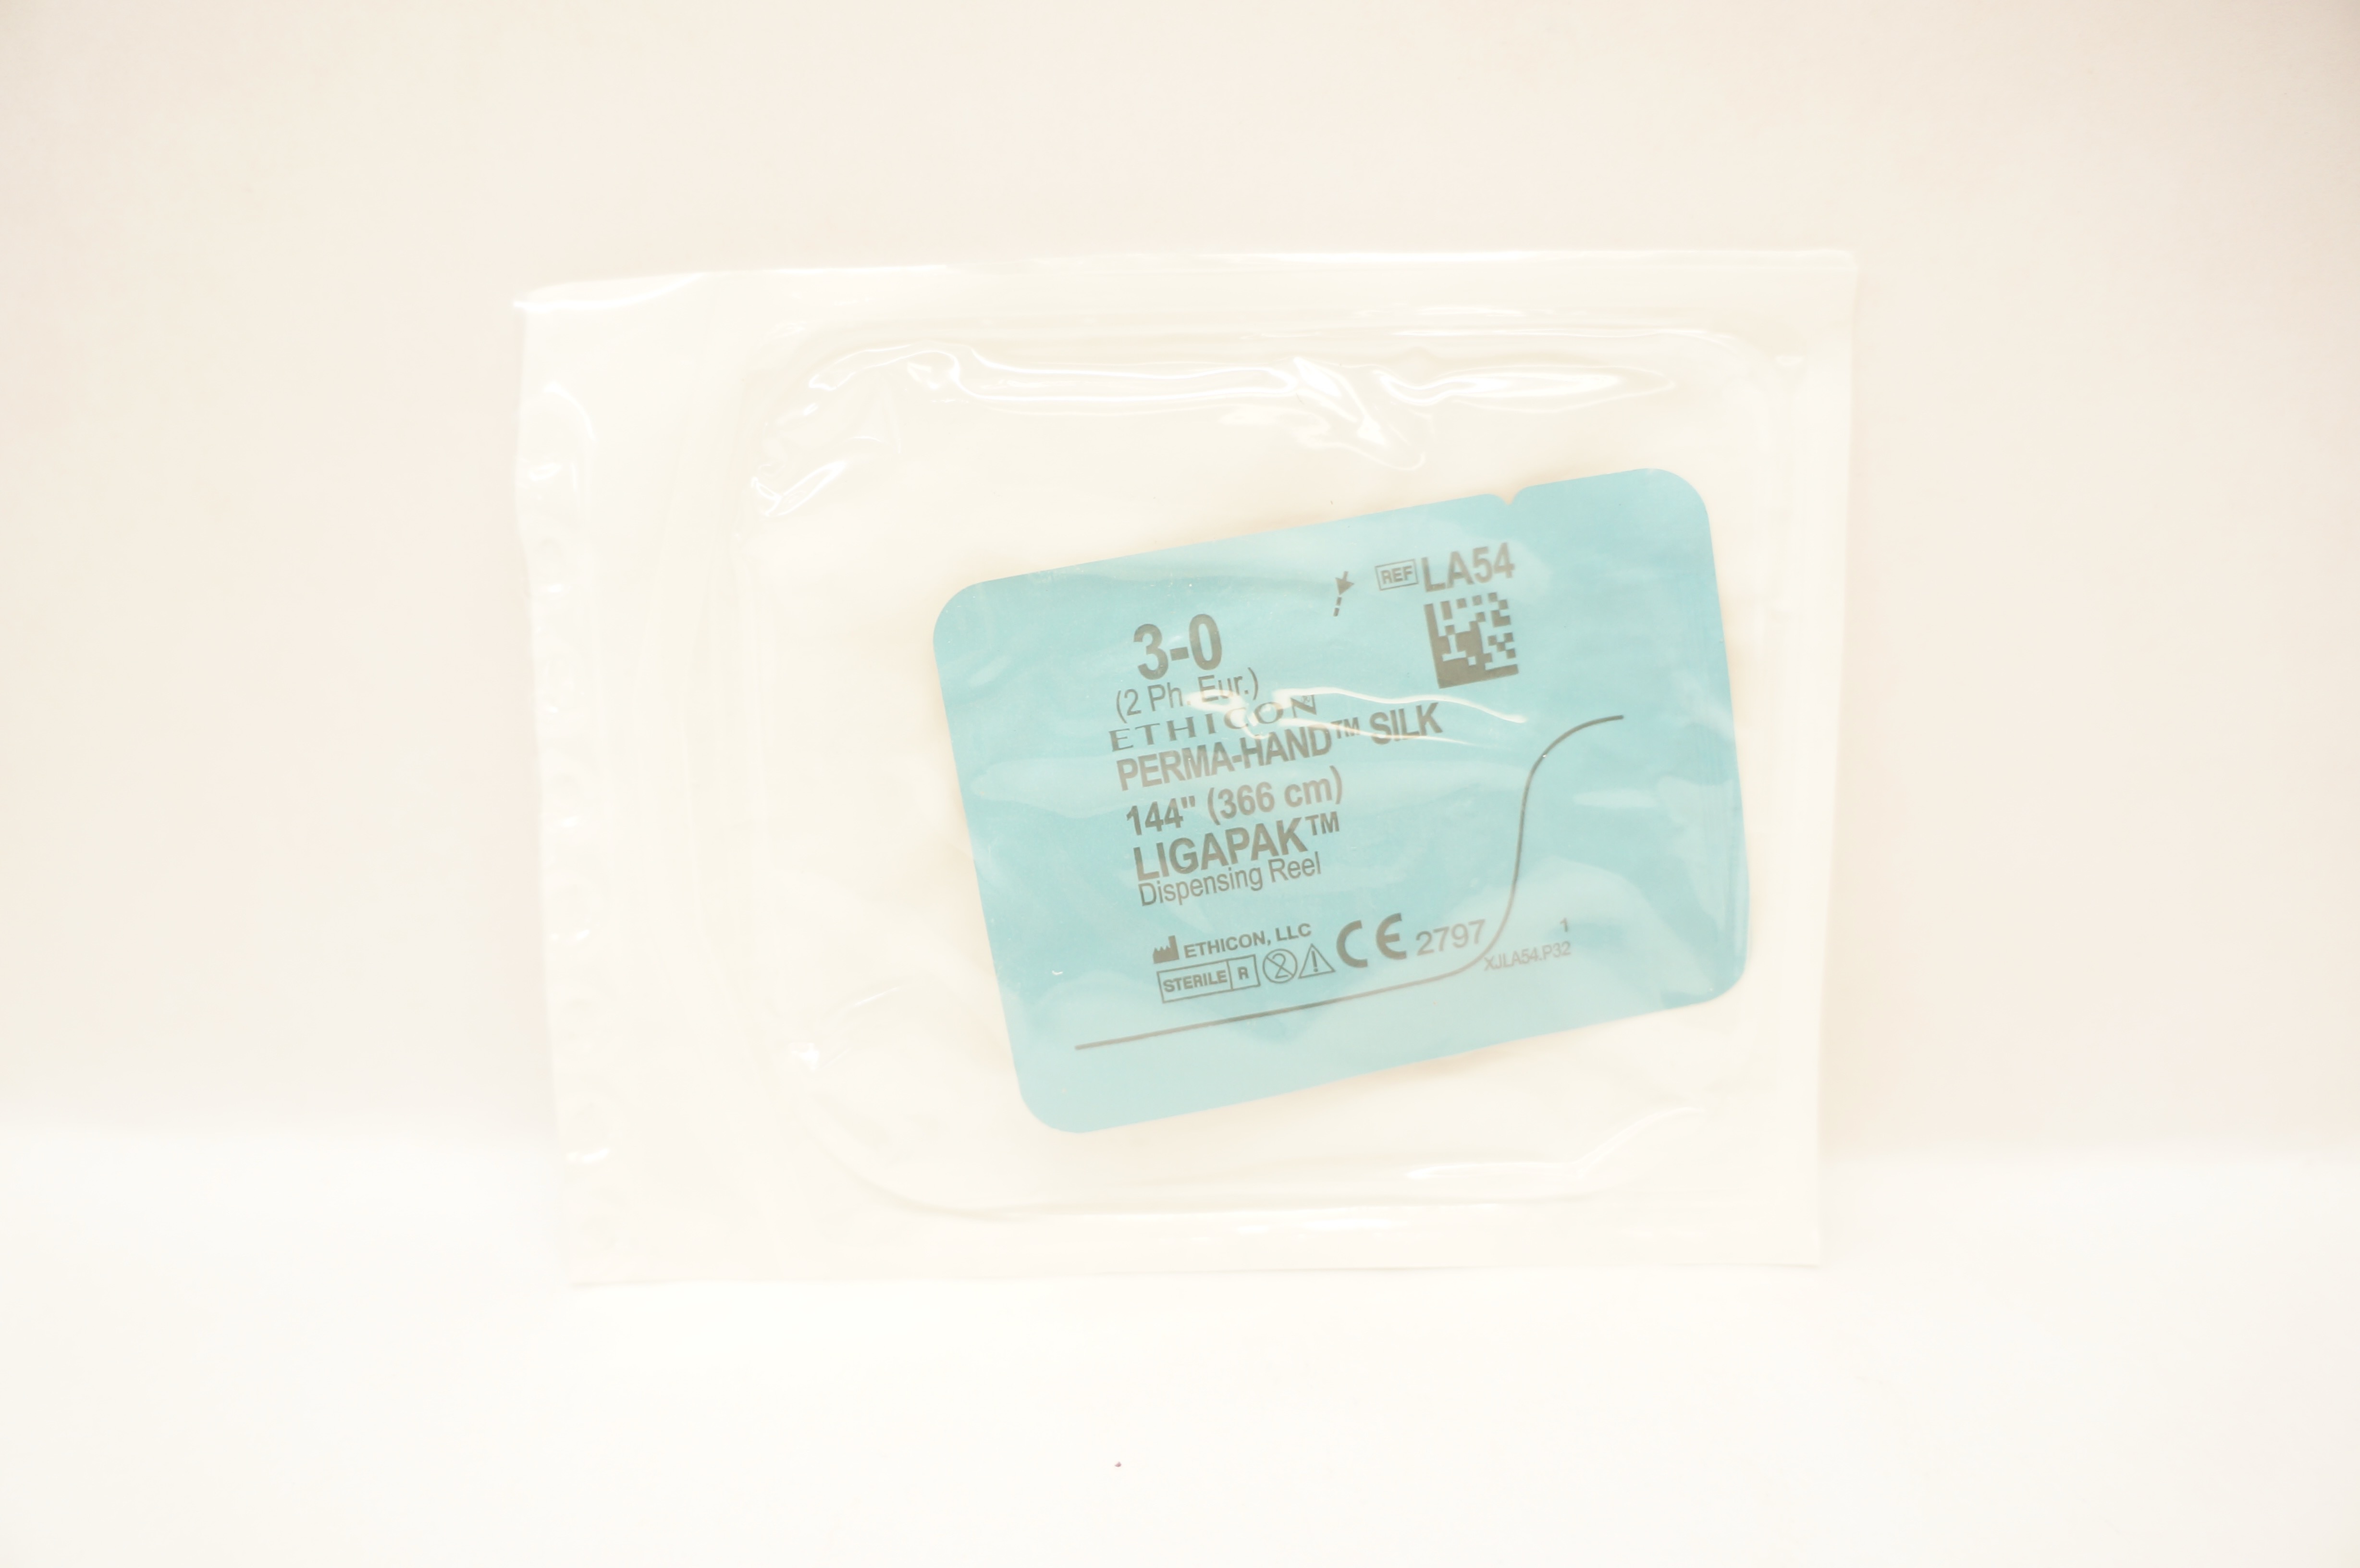 REF LA54
3-0
(2 Ph. Eur.)
ETHICON
PERMA-HAND™ SILK
144" (366 cm)
LIGAPAK™
Dispensing Reel
ETHICON, LLC
STERILE R 2 CE 2797
1
XJLA54.P32